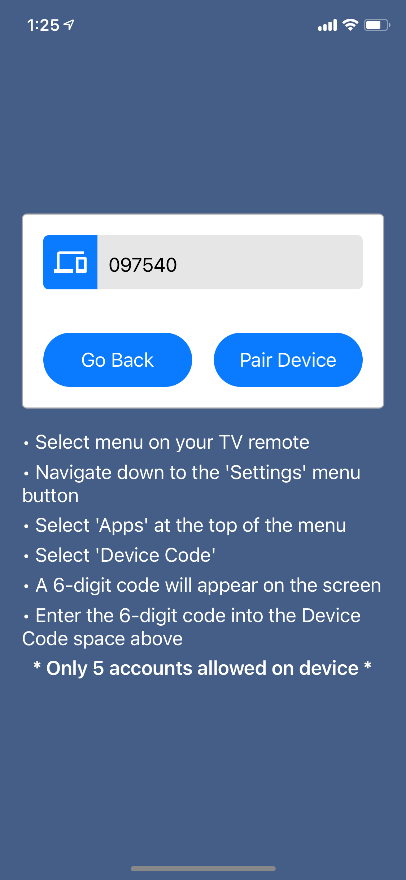 1:25
097540
Go Back
Pair Device
• Select menu on your TV remote
• Navigate down to the 'Settings' menu
button
• Select 'Apps' at the top of the menu
• Select 'Device Code'
• A 6-digit code will appear on the screen
• Enter the 6-digit code into the Device
Code space above
* Only 5 accounts allowed on device *